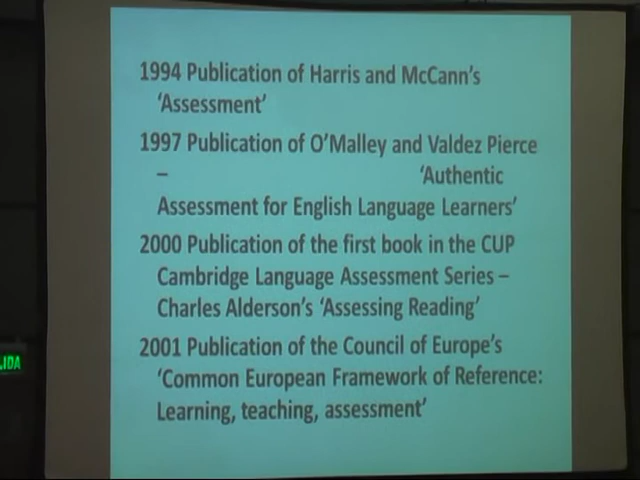 1994 Publication of Harris and McCann's
'Assessment'
1997 Publication of O'Malley and Valdez Pierce
– 'Authentic
Assessment for English Language Learners'
2000 Publication of the first book in the CUP
Cambridge Language Assessment Series –
Charles Alderson's 'Assessing Reading'
2001 Publication of the Council of Europe's
'Common European Framework of Reference:
Learning, teaching, assessment'
LIDA